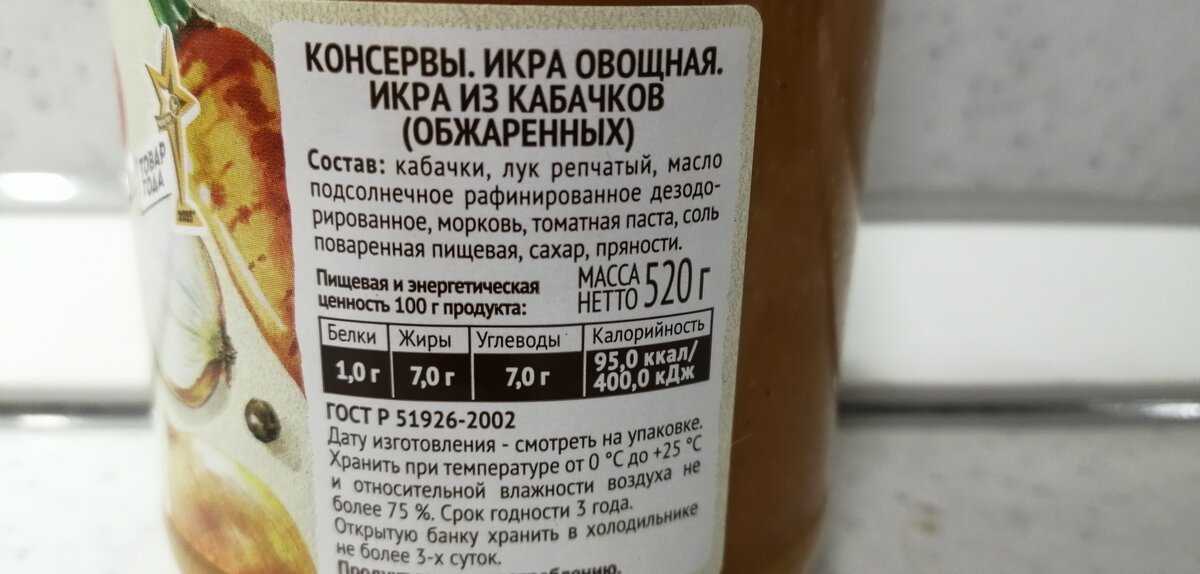 КОНСЕРВЫ. ИКРА ОВОЩНАЯ.
ИКРА ИЗ КАБАЧКОВ
(ОБЖАРЕННЫХ)
Состав: кабачки, лук репчатый, масло
подсолнечное рафинированное дезодо-
рированное, морковь, томатная паста, соль
поваренная пищевая, сахар, пряности.
Пищевая и энергетическая
ценность 100 г продукта:
МАССА
НЕТТО 520 г
Белки Жиры Углеводы Калорийность
1,0 г 7,0 г 7,0 г 95,0 ккал/
400,0 кДж
ГОСТ Р 51926-2002
Дату изготовления - смотреть на упаковке.
Хранить при температуре от 0 °С до +25 °С
и относительной влажности воздуха не
более 75 %. Срок годности 3 года.
Открытую банку хранить в холодильнике
не более 3-х суток.
ТОВАР
ГОДА